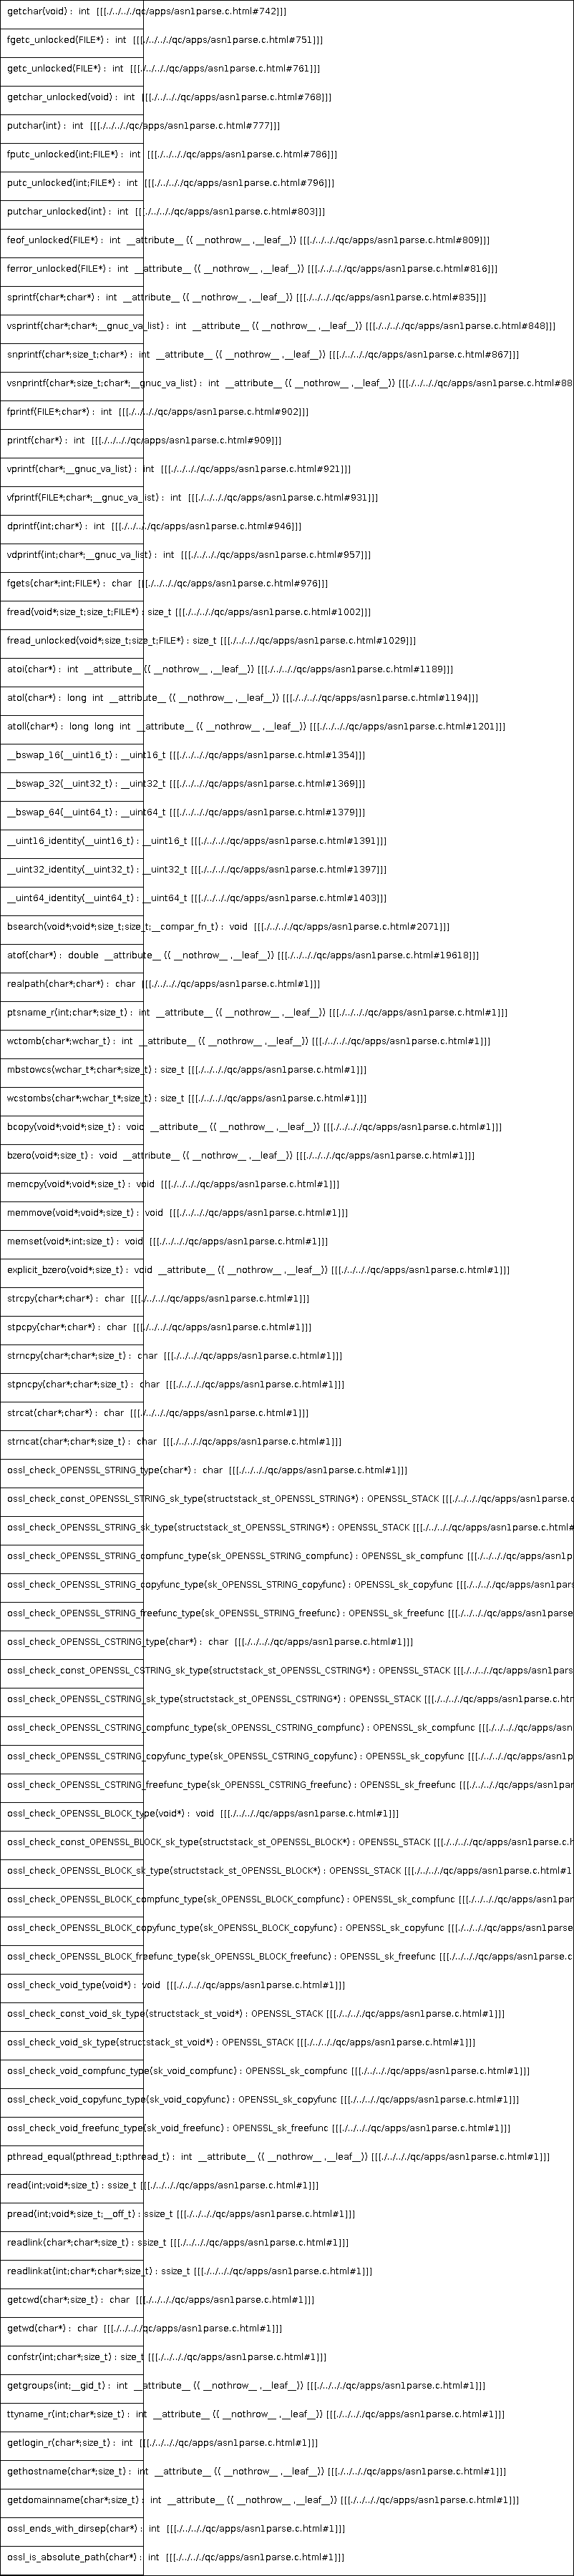 getchar(void) : int [[[./../../qc/apps/asn1parse.c.html#742]]]
fgetc_unlocked(FILE*) : int [[[./../../qc/apps/asn1parse.c.html#751]]]
getc_unlocked(FILE*) : int [[[./../../qc/apps/asn1parse.c.html#761]]]
getchar_unlocked(void) : int [[[./../../qc/apps/asn1parse.c.html#768]]]
putchar(int) : int [[[./../../qc/apps/asn1parse.c.html#777]]]
fputc_unlocked(int;FILE*) : int [[[./../../qc/apps/asn1parse.c.html#786]]]
putc_unlocked(int;FILE*) : int [[[./../../qc/apps/asn1parse.c.html#796]]]
putchar_unlocked(int) : int [[[./../../qc/apps/asn1parse.c.html#803]]]
feof_unlocked(FILE*) : int __attribute__ (( __nothrow__ ,__leaf__)) [[[./../../qc/apps/asn1parse.c.html#809]]]
ferror_unlocked(FILE*) : int __attribute__ (( __nothrow__ ,__leaf__)) [[[./../../qc/apps/asn1parse.c.html#816]]]
sprintf(char*;char*) : int __attribute__ (( __nothrow__ ,__leaf__)) [[[./../../qc/apps/asn1parse.c.html#835]]]
vsprintf(char*;char*;__gnuc_va_list) : int __attribute__ (( __nothrow__ ,__leaf__)) [[[./../../qc/apps/asn1parse.c.html#848]]]
snprintf(char*;size_t;char*) : int __attribute__ (( __nothrow__ ,__leaf__)) [[[./../../qc/apps/asn1parse.c.html#867]]]
vsnprintf(char*;size_t;char*;__gnuc_va_list) : int __attribute__ (( __nothrow__ ,__leaf__)) [[[./../../qc/apps/asn1parse.c.html#88
fprintf(FILE*;char*) : int [[[./../../qc/apps/asn1parse.c.html#902]]]
printf(char*) : int [[[./../../qc/apps/asn1parse.c.html#909]]]
vprintf(char*;__gnuc_va_list) : int [[[./../../qc/apps/asn1parse.c.html#921]]]
vfprintf(FILE*;char*;__gnuc_va_list) : int [[[./../../qc/apps/asn1parse.c.html#931]]]
dprintf(int;char*) : int [[[./../../qc/apps/asn1parse.c.html#946]]]
vdprintf(int;char*;__gnuc_va_list) : int [[[./../../qc/apps/asn1parse.c.html#957]]]
fgets(char*;int;FILE*) : char [[[./../../qc/apps/asn1parse.c.html#976]]]
fread(void*;size_t;size_t;FILE*) : size_t [[[./../../qc/apps/asn1parse.c.html#1002]]]
fread_unlocked(void*;size_t;size_t;FILE*) : size_t [[[./../../qc/apps/asn1parse.c.html#1029]]]
atoi(char*) : int __attribute__ (( __nothrow__ ,__leaf__)) [[[./../../qc/apps/asn1parse.c.html#1189]]]
atol(char*) : long int __attribute__ (( __nothrow__ ,__leaf__)) [[[./../../qc/apps/asn1parse.c.html#1194]]]
atoll(char*) : long long int __attribute__ (( __nothrow__ ,__leaf__)) [[[./../../qc/apps/asn1parse.c.html#1201]]]
__bswap_16(__uint16_t) : __uint16_t [[[./../../qc/apps/asn1parse.c.html#1354]]]
__bswap_32(__uint32_t) : __uint32_t [[[./../../qc/apps/asn1parse.c.html#1369]]]
__bswap_64(__uint64_t) : __uint64_t [[[./../../qc/apps/asn1parse.c.html#1379]]]
__uint16_identity(__uint16_t) : __uint16_t [[[./../../qc/apps/asn1parse.c.html#1391]]]
__uint32_identity(__uint32_t) : __uint32_t [[[./../../qc/apps/asn1parse.c.html#1397]]]
__uint64_identity(__uint64_t) : __uint64_t [[[./../../qc/apps/asn1parse.c.html#1403]]]
bsearch(void*;void*;size_t;size_t;__compar_fn_t) : void [[[./../../qc/apps/asn1parse.c.html#2071]]]
atof(char*) : double __attribute__ (( __nothrow__ ,__leaf__)) [[[./../../qc/apps/asn1parse.c.html#19618]]]
realpath(char*;char*) : char [[[./../../qc/apps/asn1parse.c.html#1]]]
ptsname_r(int;char*;size_t) : int __attribute__ (( __nothrow__ ,__leaf__)) [[[./../../qc/apps/asn1parse.c.html#1]]]
wctomb(char*;wchar_t) : int __attribute__ (( __nothrow__ ,__leaf__)) [[[./../../qc/apps/asn1parse.c.html#1]]]
mbstowcs(wchar_t*;char*;size_t) : size_t [[[./../../qc/apps/asn1parse.c.html#1]]]
wcstombs(char*;wchar_t*;size_t) : size_t [[[./../../qc/apps/asn1parse.c.html#1]]]
bcopy(void*;void*;size_t) : void __attribute__ (( __nothrow__ ,__leaf__)) [[[./../../qc/apps/asn1parse.c.html#1]]]
bzero(void*;size_t) : void __attribute__ (( __nothrow__ ,__leaf__)) [[[./../../qc/apps/asn1parse.c.html#1]]]
memcpy(void*;void*;size_t) : void [[[./../../qc/apps/asn1parse.c.html#1]]]
memmove(void*;void*;size_t) : void [[[./../../qc/apps/asn1parse.c.html#1]]]
memset(void*;int;size_t) : void [[[./../../qc/apps/asn1parse.c.html#1]]]
explicit_bzero(void*;size_t) : void __attribute__ (( __nothrow__ ,__leaf__)) [[[./../../qc/apps/asn1parse.c.html#1]]]
strcpy(char*;char*) : char [[[./../../qc/apps/asn1parse.c.html#1]]]
stpcpy(char*;char*) : char [[[./../../qc/apps/asn1parse.c.html#1]]]
strncpy(char*;char*;size_t) : char [[[./../../qc/apps/asn1parse.c.html#1]]]
stpncpy(char*;char*;size_t) : char [[[./../../qc/apps/asn1parse.c.html#1]]]
strcat(char*;char*) : char [[[./../../qc/apps/asn1parse.c.html#1]]]
strncat(char*;char*;size_t) : char [[[./../../qc/apps/asn1parse.c.html#1]]]
ossl_check_OPENSSL_STRING_type(char*) : char [[[./../../qc/apps/asn1parse.c.html#1]]]
ossl_check_const_OPENSSL_STRING_sk_type(structstack_st_OPENSSL_STRING*) : OPENSSL_STACK [[[./../../qc/apps/asn1parse.c
ossl_check_OPENSSL_STRING_sk_type(structstack_st_OPENSSL_STRING*) : OPENSSL_STACK [[[./../../qc/apps/asn1parse.c.html#
ossl_check_OPENSSL_STRING_compfunc_type(sk_OPENSSL_STRING_compfunc) : OPENSSL_sk_compfunc [[[./../../qc/apps/asn1p
ossl_check_OPENSSL_STRING_copyfunc_type(sk_OPENSSL_STRING_copyfunc) : OPENSSL_sk_copyfunc [[[./../../qc/apps/asn1pars
ossl_check_OPENSSL_STRING_freefunc_type(sk_OPENSSL_STRING_freefunc) : OPENSSL_sk_freefunc [[[./../../qc/apps/asn1parse
ossl_check_OPENSSL_CSTRING_type(char*) : char [[[./../../qc/apps/asn1parse.c.html#1]]]
ossl_check_const_OPENSSL_CSTRING_sk_type(structstack_st_OPENSSL_CSTRING*) : OPENSSL_STACK [[[./../../qc/apps/asn1pars
ossl_check_OPENSSL_CSTRING_sk_type(structstack_st_OPENSSL_CSTRING*) : OPENSSL_STACK [[[./../../qc/apps/asn1parse.c.htm
ossl_check_OPENSSL_CSTRING_compfunc_type(sk_OPENSSL_CSTRING_compfunc) : OPENSSL_sk_compfunc [[[./../../qc/apps/asn
ossl_check_OPENSSL_CSTRING_copyfunc_type(sk_OPENSSL_CSTRING_copyfunc) : OPENSSL_sk_copyfunc [[[./../../qc/apps/asn1p
ossl_check_OPENSSL_CSTRING_freefunc_type(sk_OPENSSL_CSTRING_freefunc) : OPENSSL_sk_freefunc [[[./../../qc/apps/asn1par
ossl_check_OPENSSL_BLOCK_type(void*) : void [[[./../../qc/apps/asn1parse.c.html#1]]]
ossl_check_const_OPENSSL_BLOCK_sk_type(structstack_st_OPENSSL_BLOCK*) : OPENSSL_STACK [[[./../../qc/apps/asn1parse.c.h
ossl_check_OPENSSL_BLOCK_sk_type(structstack_st_OPENSSL_BLOCK*) : OPENSSL_STACK [[[./../../qc/apps/asn1parse.c.html#1
ossl_check_OPENSSL_BLOCK_compfunc_type(sk_OPENSSL_BLOCK_compfunc) : OPENSSL_sk_compfunc [[[./../../qc/apps/asn1par
ossl_check_OPENSSL_BLOCK_copyfunc_type(sk_OPENSSL_BLOCK_copyfunc) : OPENSSL_sk_copyfunc [[[./../../qc/apps/asn1parse
ossl_check_OPENSSL_BLOCK_freefunc_type(sk_OPENSSL_BLOCK_freefunc) : OPENSSL_sk_freefunc [[[./../../qc/apps/asn1parse.c
ossl_check_void_type(void*) : void [[[./../../qc/apps/asn1parse.c.html#1]]]
ossl_check_const_void_sk_type(structstack_st_void*) : OPENSSL_STACK [[[./../../qc/apps/asn1parse.c.html#1]]]
ossl_check_void_sk_type(structstack_st_void*) : OPENSSL_STACK [[[./../../qc/apps/asn1parse.c.html#1]]]
ossl_check_void_compfunc_type(sk_void_compfunc) : OPENSSL_sk_compfunc [[[./../../qc/apps/asn1parse.c.html#1]]]
ossl_check_void_copyfunc_type(sk_void_copyfunc) : OPENSSL_sk_copyfunc [[[./../../qc/apps/asn1parse.c.html#1]]]
ossl_check_void_freefunc_type(sk_void_freefunc) : OPENSSL_sk_freefunc [[[./../../qc/apps/asn1parse.c.html#1]]]
pthread_equal(pthread_t;pthread_t) : int __attribute__ (( __nothrow__ ,__leaf__)) [[[./../../qc/apps/asn1parse.c.html#1]]]
read(int;void*;size_t) : ssize_t [[[./../../qc/apps/asn1parse.c.html#1]]]
pread(int;void*;size_t;__off_t) : ssize_t [[[./../../qc/apps/asn1parse.c.html#1]]]
readlink(char*;char*;size_t) : ssize_t [[[./../../qc/apps/asn1parse.c.html#1]]]
readlinkat(int;char*;char*;size_t) : ssize_t [[[./../../qc/apps/asn1parse.c.html#1]]]
getcwd(char*;size_t) : char [[[./../../qc/apps/asn1parse.c.html#1]]]
getwd(char*) : char [[[./../../qc/apps/asn1parse.c.html#1]]]
confstr(int;char*;size_t) : size_t [[[./../../qc/apps/asn1parse.c.html#1]]]
getgroups(int;__gid_t) : int __attribute__ (( __nothrow__ ,__leaf__)) [[[./../../qc/apps/asn1parse.c.html#1]]]
ttyname_r(int;char*;size_t) : int __attribute__ (( __nothrow__ ,__leaf__)) [[[./../../qc/apps/asn1parse.c.html#1]]]
getlogin_r(char*;size_t) : int [[[./../../qc/apps/asn1parse.c.html#1]]]
gethostname(char*;size_t) : int __attribute__ (( __nothrow__ ,__leaf__)) [[[./../../qc/apps/asn1parse.c.html#1]]]
getdomainname(char*;size_t) : int __attribute__ (( __nothrow__ ,__leaf__)) [[[./../../qc/apps/asn1parse.c.html#1]]]
ossl_ends_with_dirsep(char*) : int [[[./../../qc/apps/asn1parse.c.html#1]]]
ossl_is_absolute_path(char*) : int [[[./../../qc/apps/asn1parse.c.html#1]]]